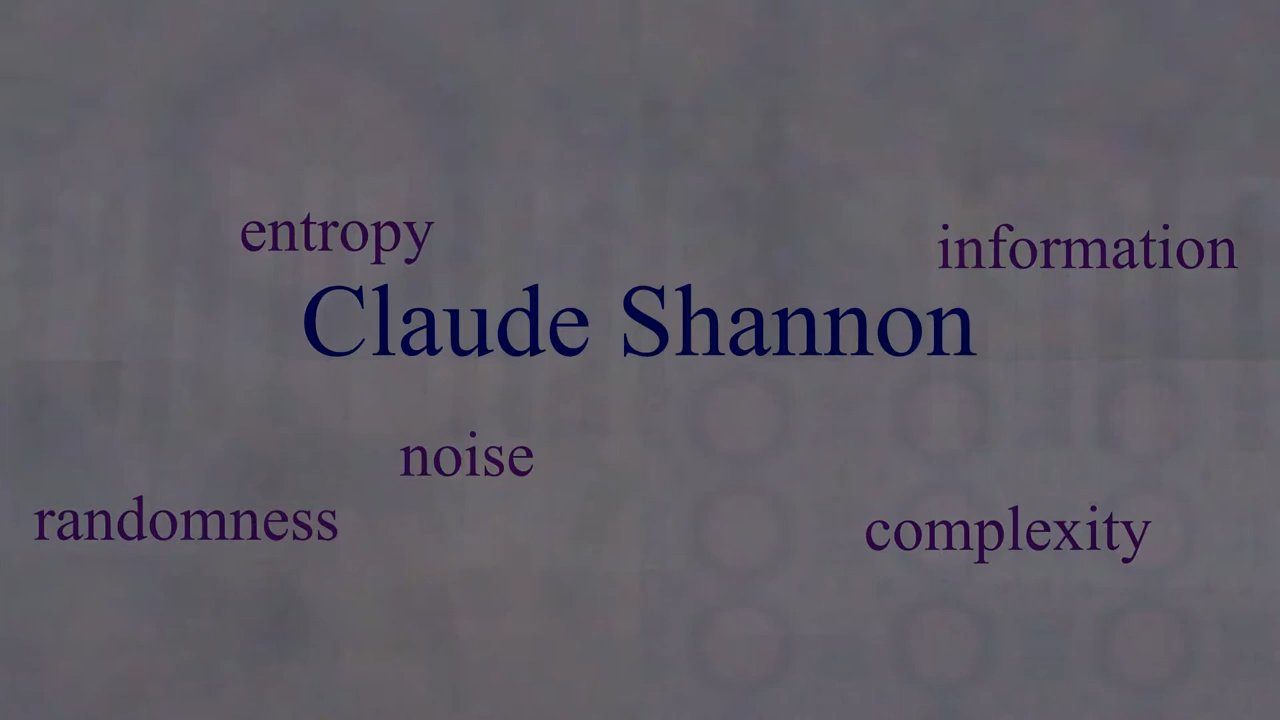 entropy
information
Claude Shannon
noise
randomness
complexity